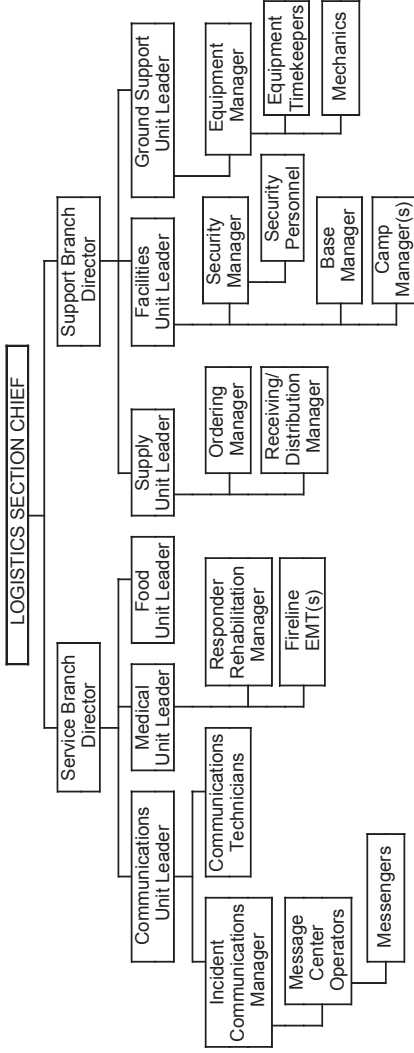 LOGISTICS SECTION CHIEF
Service Branch
Director
Support Branch
Director
Communications
Unit Leader
Medical
Unit Leader
Food
Unit Leader
Supply
Unit Leader
Facilities
Unit Leader
Ground Support
Unit Leader
Incident
Communications
Manager
Communications
Technicians
Message
Center
Operators
Messengers
Responder
Rehabilitation
Manager
Fireline
EMT(s)
Ordering
Manager
Receiving/
Distribution
Manager
Security
Manager
Security
Personnel
Base
Manager
Camp
Manager(s)
Equipment
Manager
Equipment
Timekeepers
Mechanics